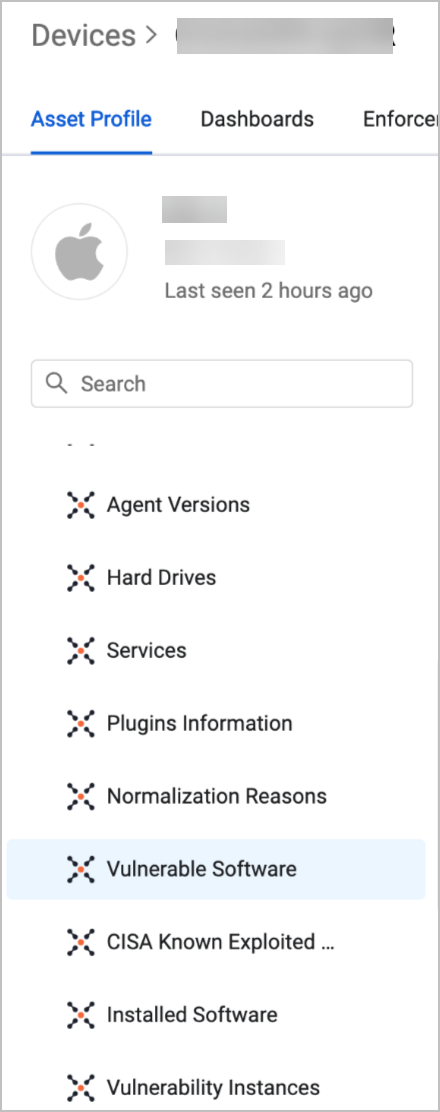 Devices >
Asset Profile Dashboards
Last seen 2 hours ago
Search
Agent Versions
Hard Drives
Services
Plugins Information
Normalization Reasons
Vulnerable Software
CISA Known Exploited ...
Installed Software
Vulnerability Instances